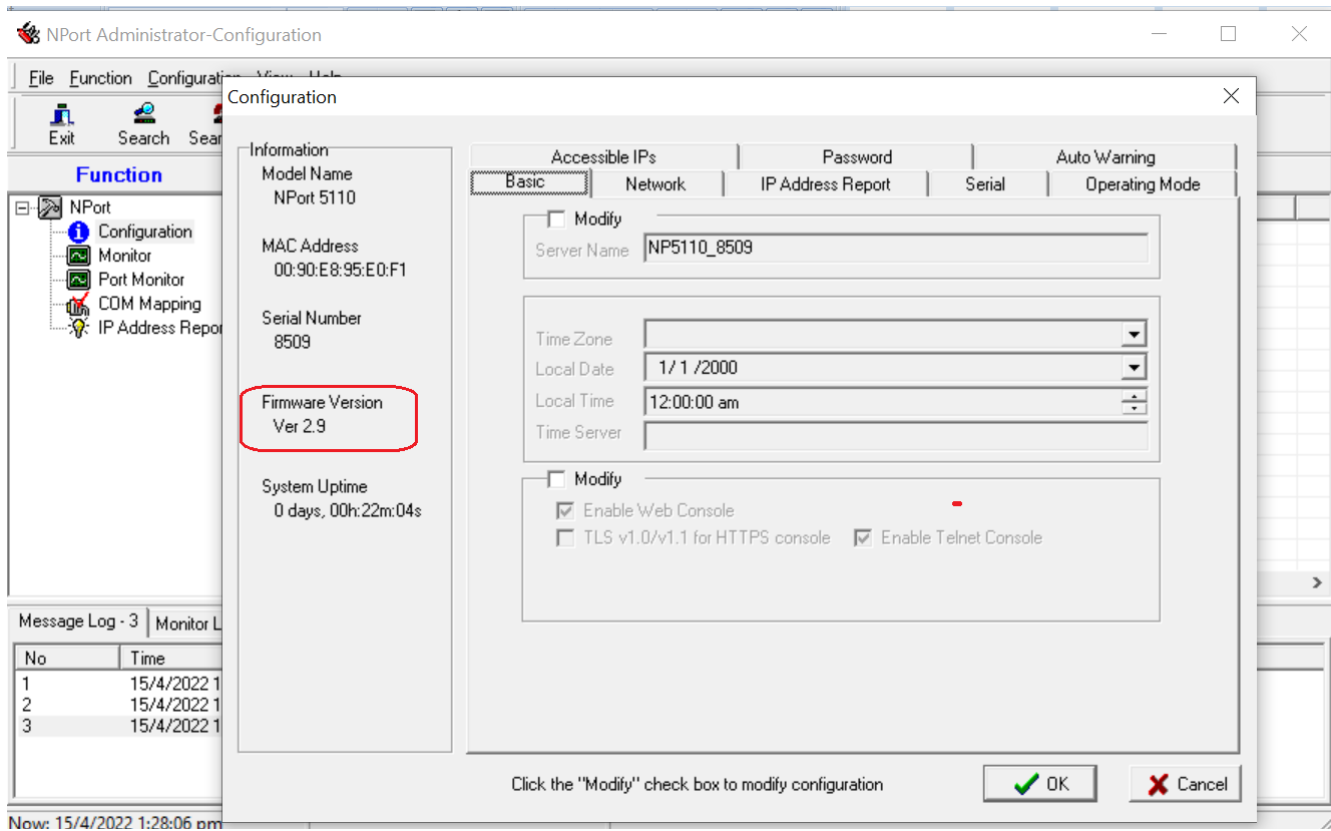 NPort Administrator-Configuration
File Function Configuration View Help
Exit Search
Function
NPort
Configuration
Monitor
Port Monitor
COM Mapping
IP Address Repor
Message Log - 3 Monitor L
No Time
1 15/4/2022 1
2 15/4/2022 1
3 15/4/2022 1
Now: 15/4/2022 1:28:06 pm
Configuration
Information
Model Name
NPort 5110
MAC Address
00:90:E8:95:E0:F1
Serial Number
8509
Firmware Version
Ver 2.9
System Uptime
0 days, 00h:22m:04s
Accessible IPs Password Auto Warning
Basic Network IP Address Report Serial Operating Mode
Modify
Server Name NP5110_8509
Time Zone
Local Date 1/ 1 /2000
Local Time 12:00:00 am
Time Server
Modify
Enable Web Console
TLS v1.0/v1.1 for HTTPS console Enable Telnet Console
Click the "Modify" check box to modify configuration
OK Cancel